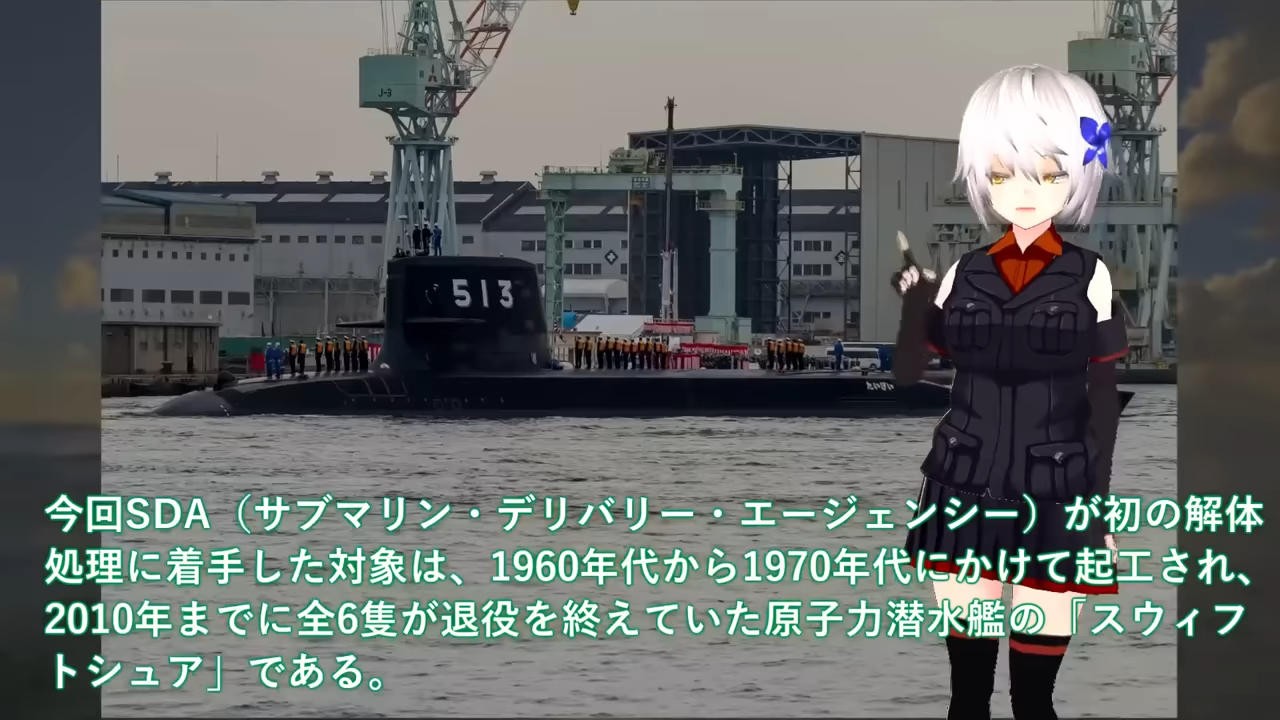 J-3
513
たいげい
今回SDA（サブマリン・デリバリー・エージェンシー）が初の解体
処理に着手した対象は、1960年代から1970年代にかけて起工され、
2010年までに全6隻が退役を終えていた原子力潜水艦の「スウィフ
トシュア」である。